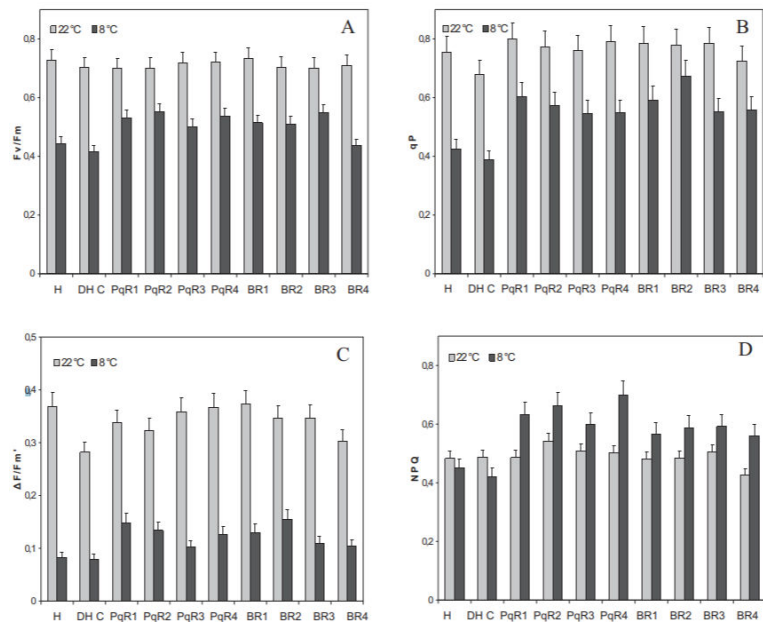 A
22°C 8°C
0,8
0,6
0,4
0,2
0
Fv/Fm
H DH C PqR1 PqR2 PqR3 PqR4 BR1 BR2 BR3 BR4
B
22°C 8°C
0,8
0,6
0,4
0,2
0
qP
H DH C PqR1 PqR2 PqR3 PqR4 BR1 BR2 BR3 BR4
C
22°C 8°C
0,5
0,4
0,3
0,2
0,1
0
ΔF/Fm'
H DH C PqR1 PqR2 PqR3 PqR4 BR1 BR2 BR3 BR4
D
22°C 8°C
0,8
0,6
0,4
0,2
0
NPQ
H DH C PqR1 PqR2 PqR3 PqR4 BR1 BR2 BR3 BR4